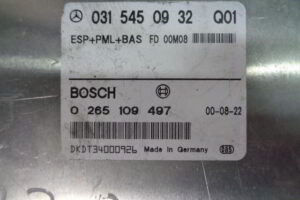 031 545 09 32 Q01
ESP+PML+BAS FD 00M08
BOSCH
0 265 109 497 00-08-22
DKDT34000926 Made in Germany